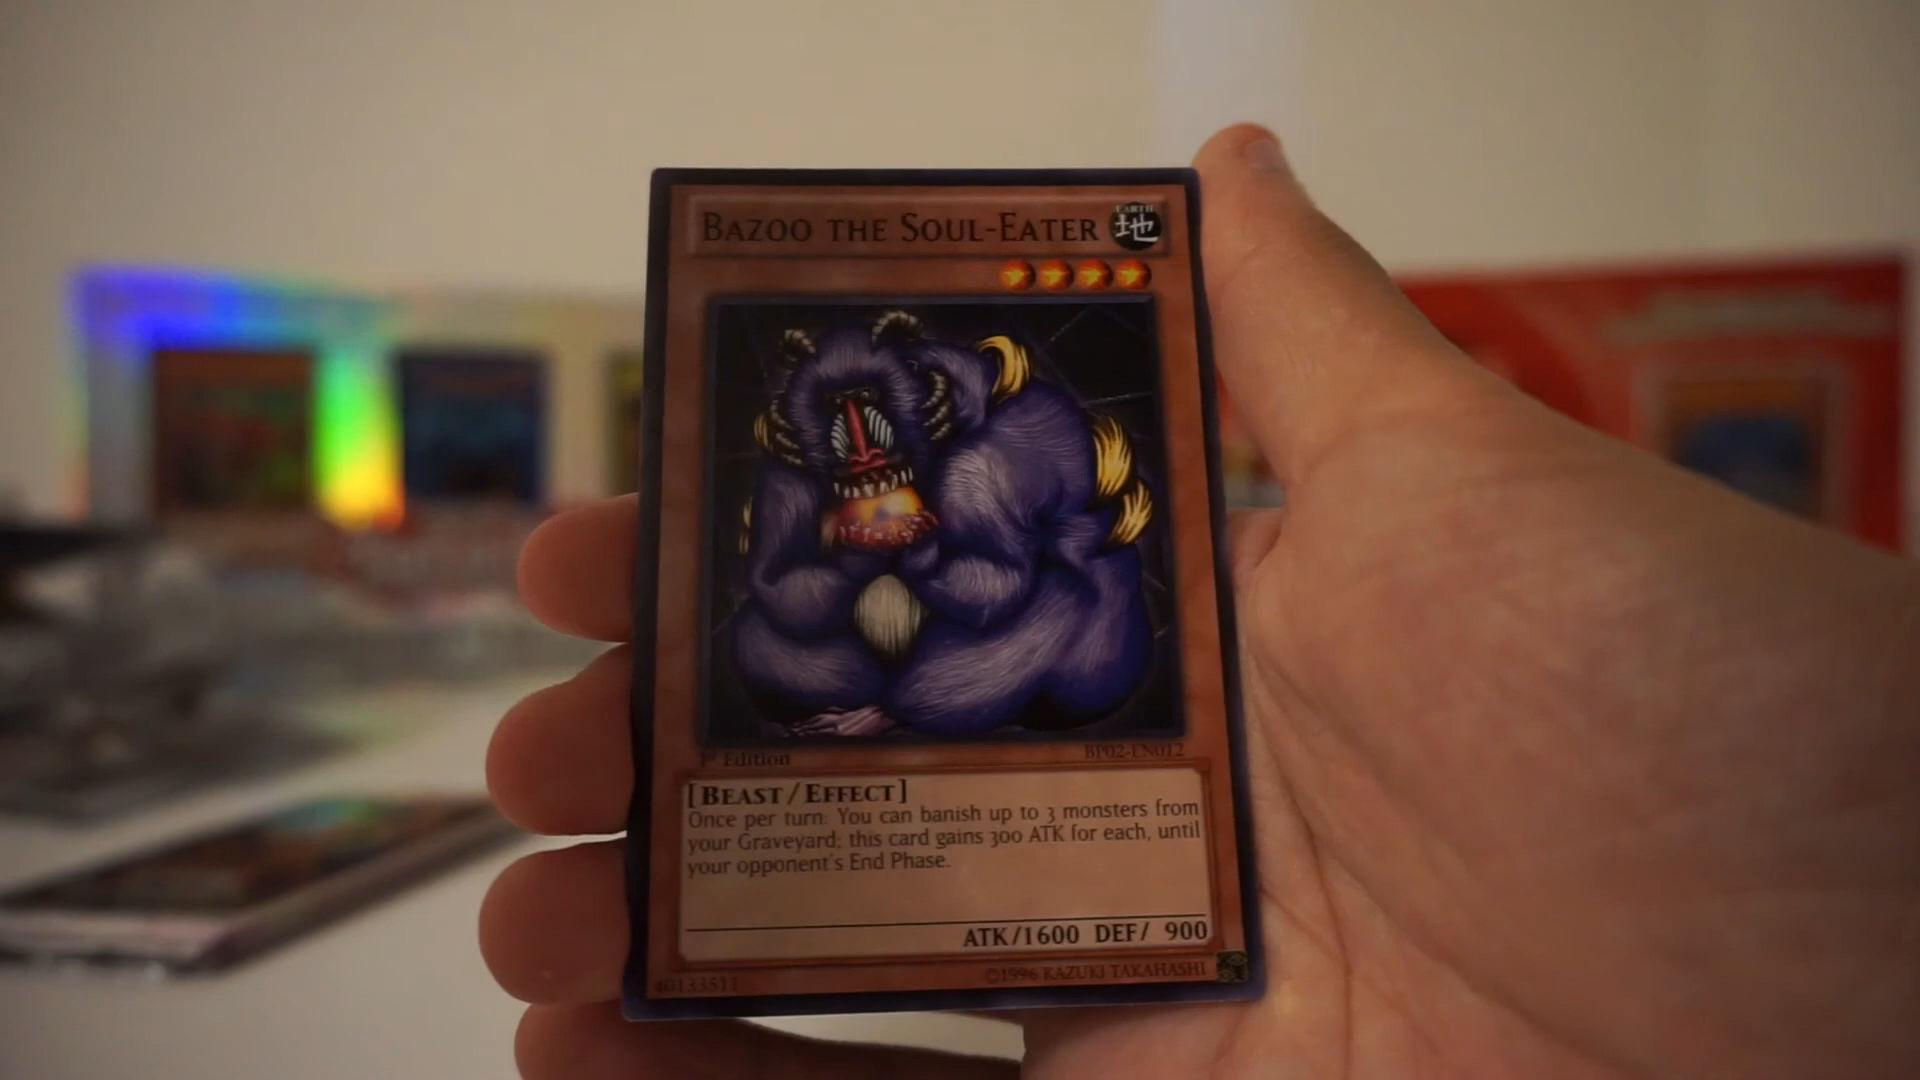 BAZOO THE SOUL-EATER
EARTH
地
1st Edition
BP02-EN012
[BEAST/EFFECT]
Once per turn: You can banish up to 3 monsters from
your Graveyard; this card gains 300 ATK for each, until
your opponent's End Phase.
ATK/1600 DEF/ 900
40133511
©1996 KAZUKI TAKAHASHI